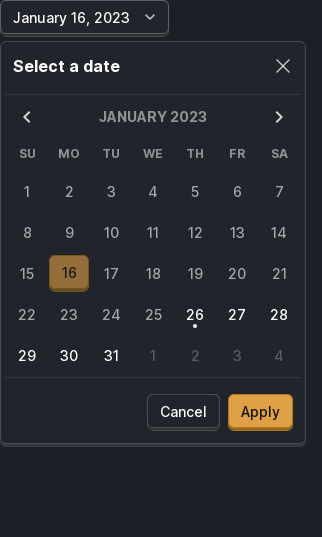 January 16, 2023
Select a date
JANUARY 2023
SU MO TU WE TH FR SA
1 2 3 4 5 6 7
8 9 10 11 12 13 14
15 16 17 18 19 20 21
22 23 24 25 26 27 28
29 30 31 1 2 3 4
Cancel Apply